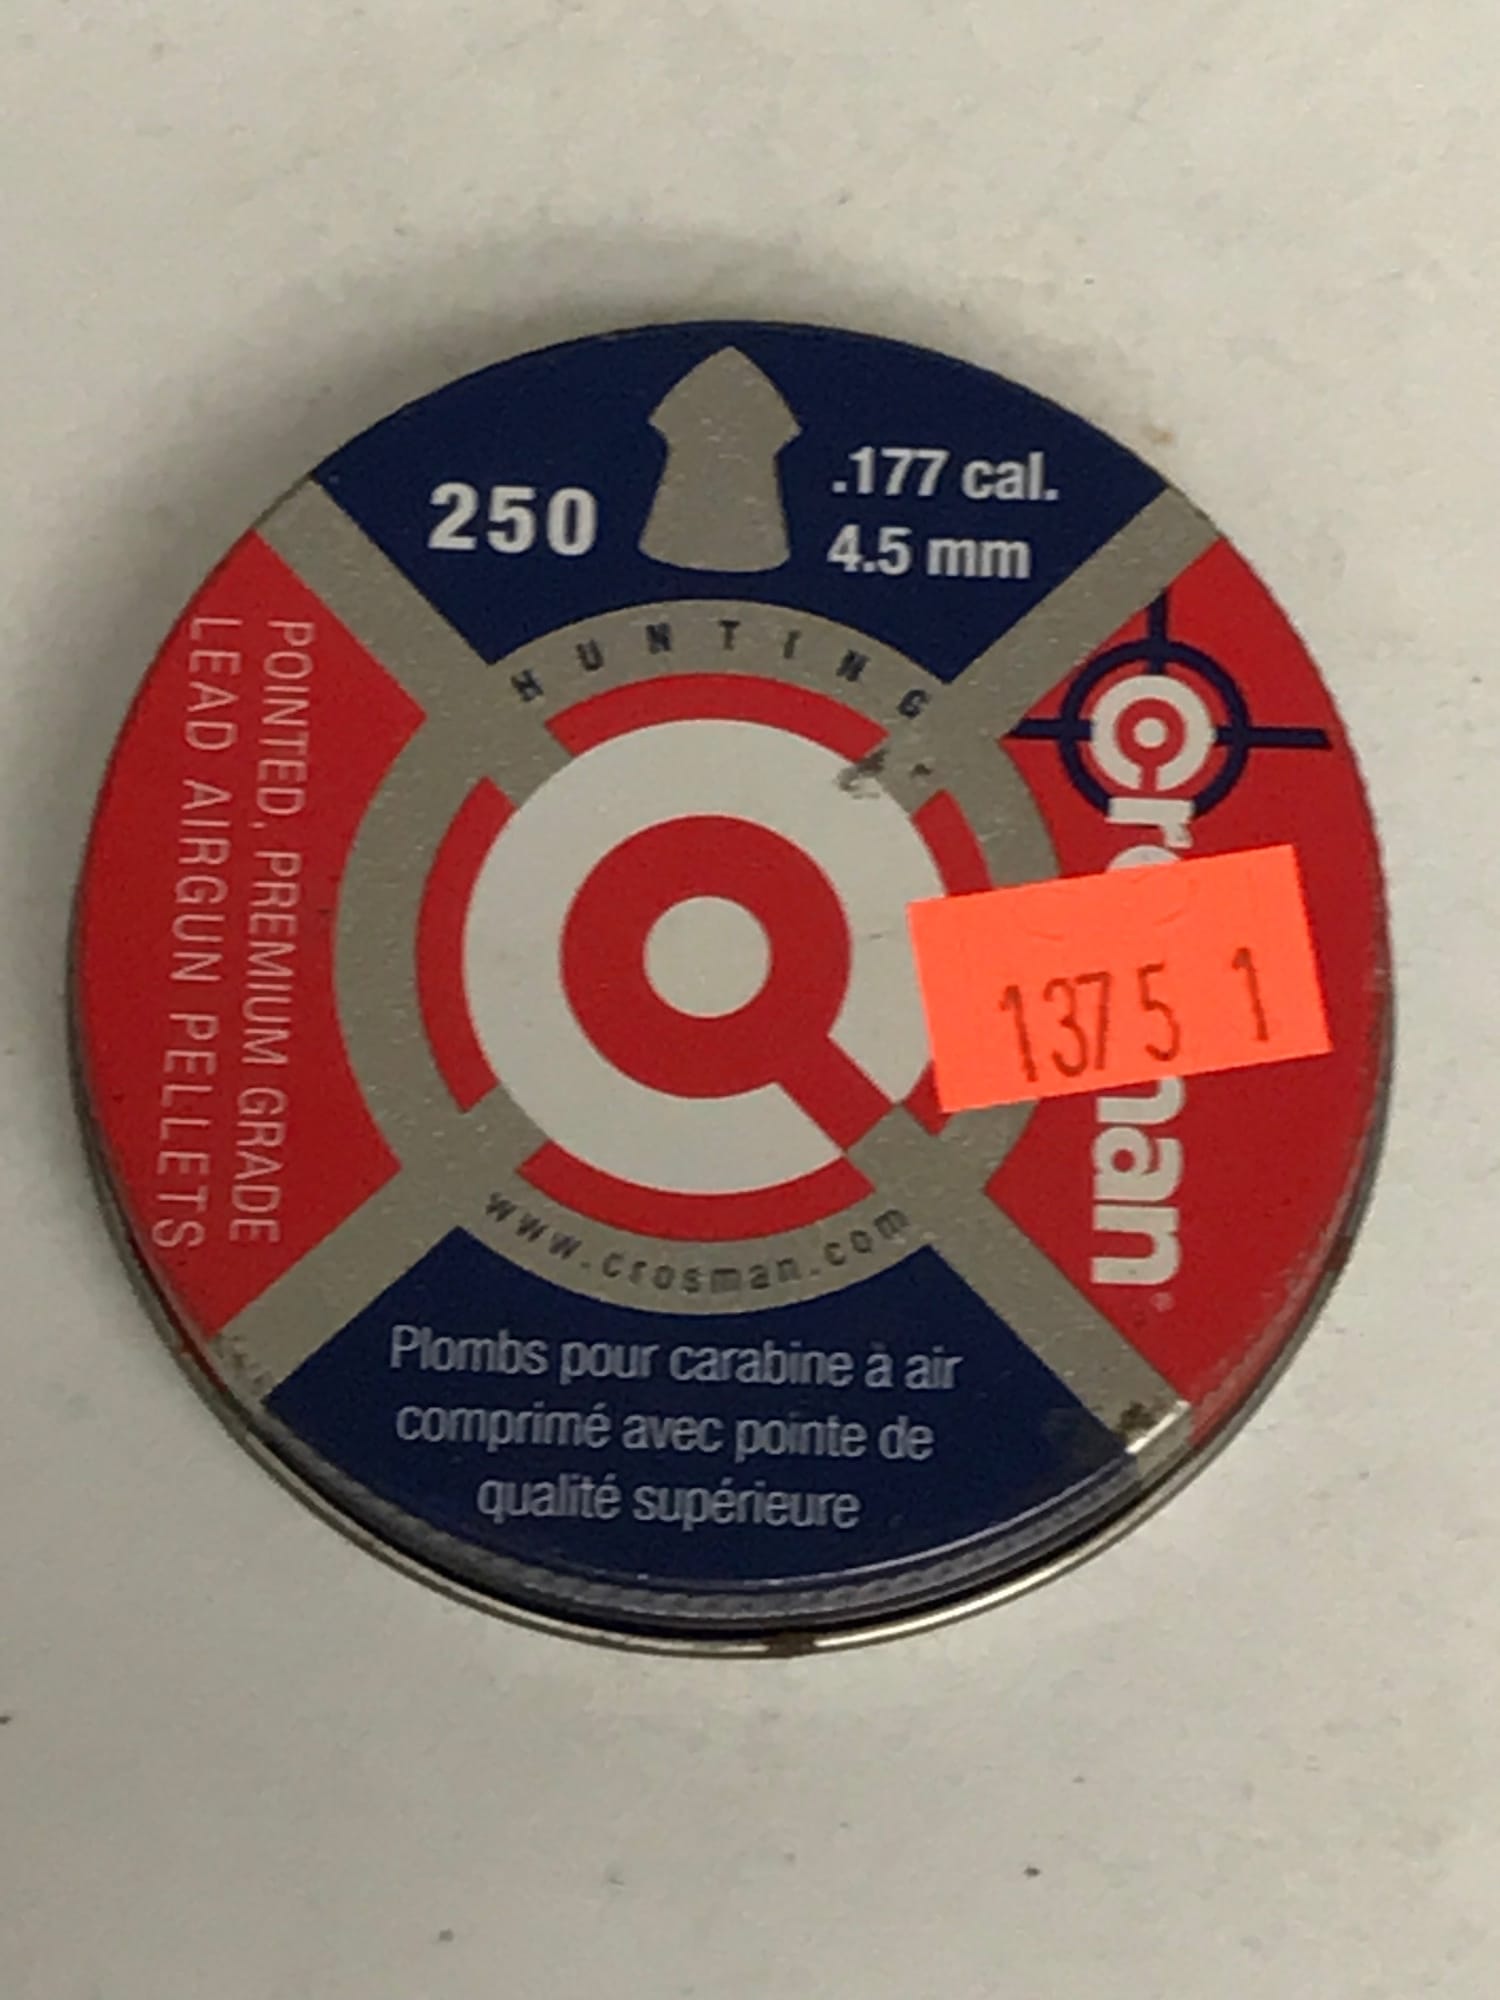 250
.177 cal.
4.5 mm
HUNTING
POINTED, PREMIUM GRADE
LEAD AIRGUN PELLETS
1375 1
www.crosman.com
Plombs pour carabine à air
comprimé avec pointe de
qualité supérieure